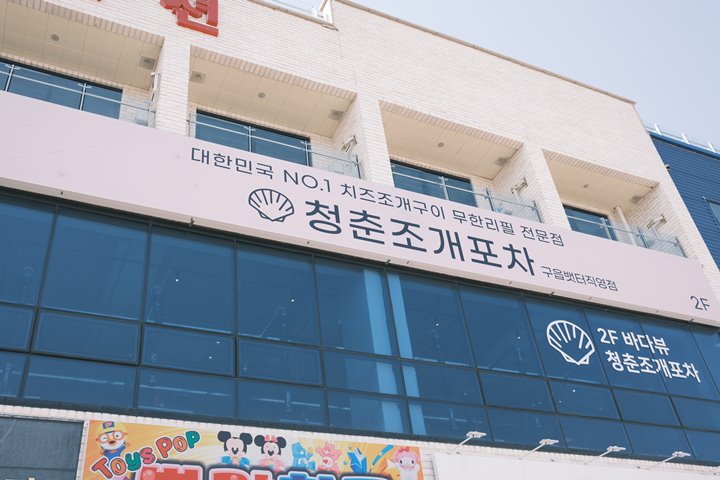 션
대한민국 NO.1 치즈조개구이 무한리필 전문점
청춘조개포차 구읍뱃터직영점
2F
2F 바다뷰
청춘조개포차
Toys POP